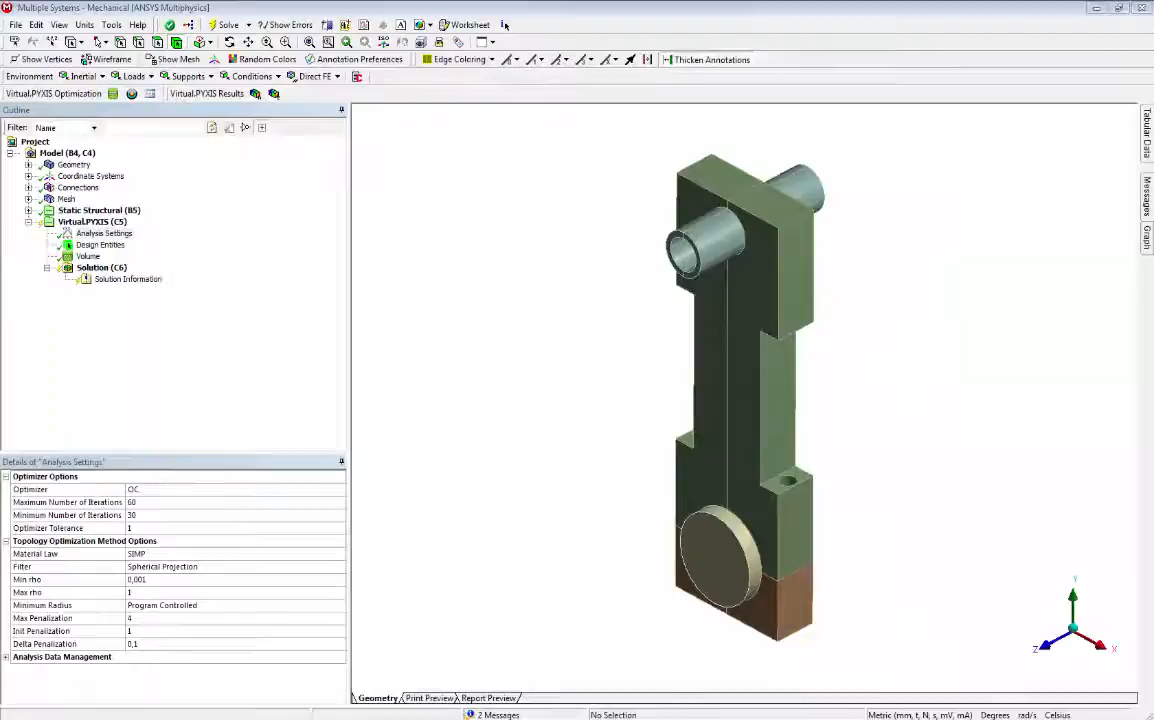 Multiple Systems - Mechanical [ANSYS Multiphysics]
File Edit View Units Tools Help Solve ?/Show Errors Worksheet
Show Vertices Wireframe Show Mesh Random Colors Annotation Preferences Edge Coloring Thicken Annotations
Environment Inertial Loads Supports Conditions Direct FE
Virtual.PYXIS Optimization Virtual.PYXIS Results
Outline
Filter: Name
Project
Model (B4, C4)
Geometry
Coordinate Systems
Connections
Mesh
Static Structural (B5)
Virtual.PYXIS (C5)
Analysis Settings
Design Entities
Volume
Solution (C6)
Solution Information
Details of "Analysis Settings"
Optimizer Options
Optimizer OC
Maximum Number of Iterations 60
Minimum Number of Iterations 30
Optimizer Tolerance 1
Topology Optimization Method Options
Material Law SIMP
Filter Spherical Projection
Min rho 0,001
Max rho 1
Minimum Radius Program Controlled
Max Penalization 4
Init Penalization 1
Delta Penalization 0,1
Analysis Data Management
Tabular Data
Messages
Graph
Y
Z
X
Geometry Print Preview Report Preview
2 Messages No Selection Metric (mm, t, N, s, mV, mA) Degrees rad/s Celsius